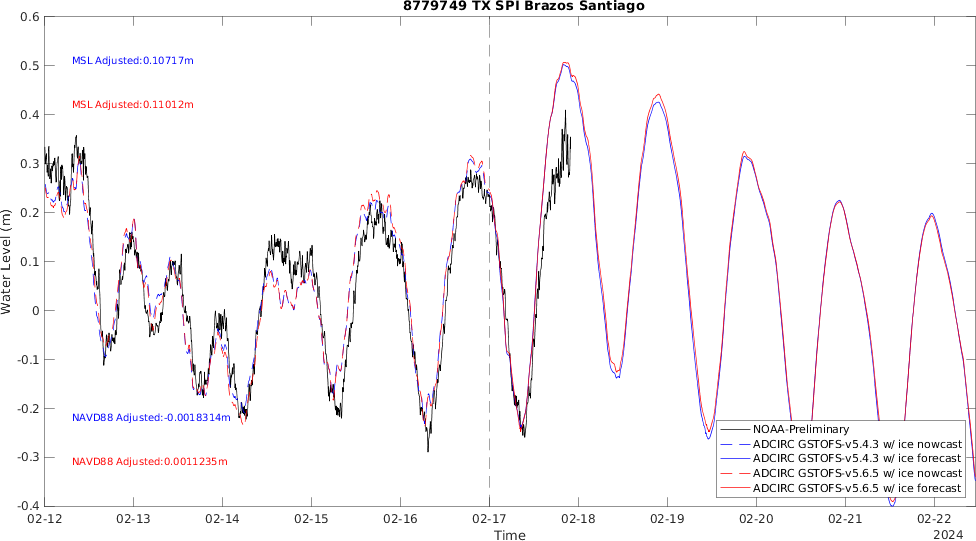 8779749 TX SPI Brazos Santiago
0.6
0.5
0.4
0.3
0.2
0.1
0
-0.1
-0.2
-0.3
-0.4
Water Level (m)
MSL Adjusted:0.10717m
MSL Adjusted:0.11012m
NAVD88 Adjusted:-0.0018314m
NAVD88 Adjusted:0.0011235m
NOAA-Preliminary
ADCIRC GSTOFS-v5.4.3 w/ ice nowcast
ADCIRC GSTOFS-v5.4.3 w/ ice forecast
ADCIRC GSTOFS-v5.6.5 w/ ice nowcast
ADCIRC GSTOFS-v5.6.5 w/ ice forecast
02-12 02-13 02-14 02-15 02-16 02-17 02-18 02-19 02-20 02-21 02-22
Time
2024